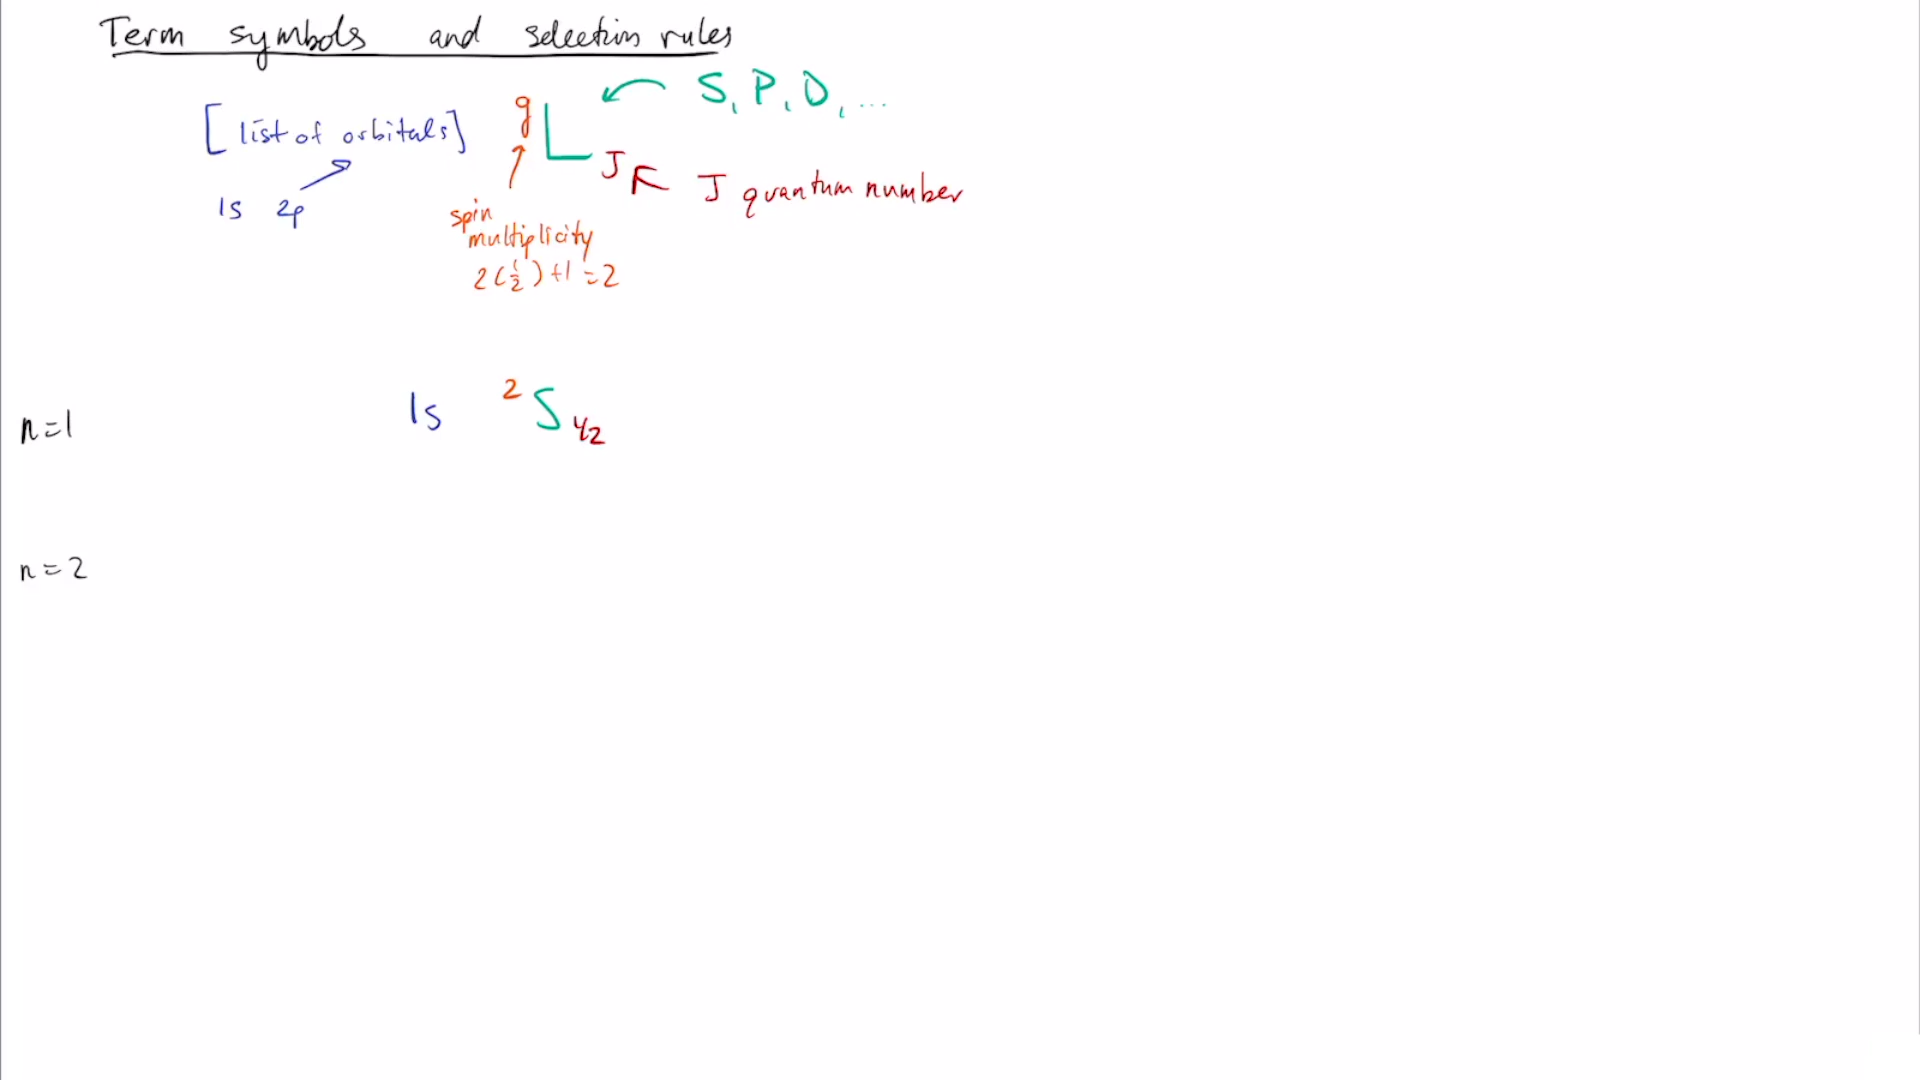 Term symbols and selection rules
S, P, D, ...
[list of orbitals] g L J
J quantum number
1s 2p
spin
multiplicity
2(½)+1=2
n=1 1s ²S₁/₂
n=2